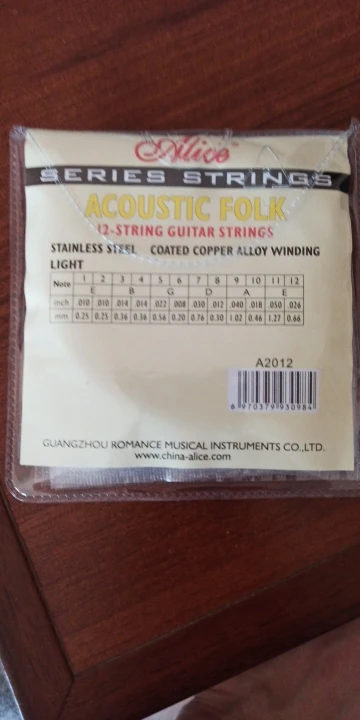 Alice
SERIES STRINGS
ACOUSTIC FOLK
12-STRING GUITAR STRINGS
STAINLESS STEEL COATED COPPER ALLOY WINDING
LIGHT
Note 1 2 3 4 5 6 7 8 9 10 11 12
E B G D A E
inch .010 .010 .014 .014 .022 .008 .030 .012 .040 .018 .050 .026
mm 0.25 0.25 0.36 0.36 0.56 0.20 0.76 0.30 1.02 0.46 1.27 0.66
A2012
6 970379 930984
GUANGZHOU ROMANCE MUSICAL INSTRUMENTS CO.,LTD.
www.china-alice.com